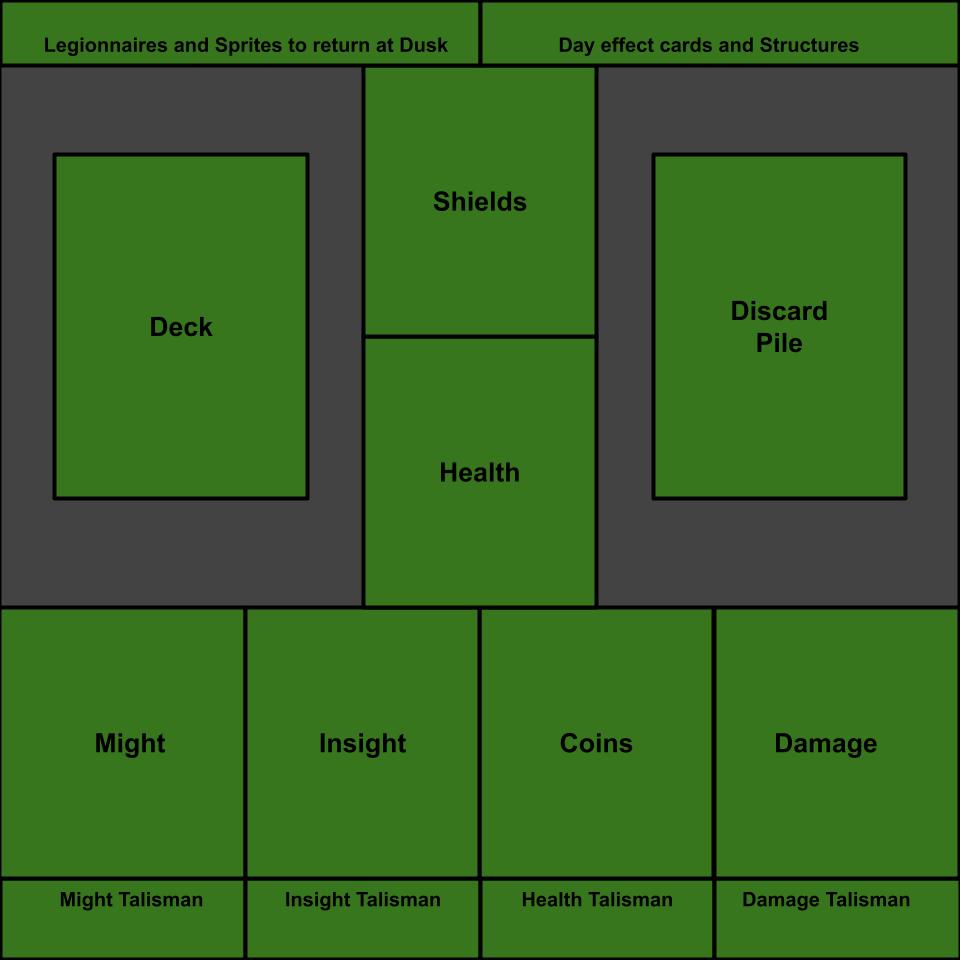 Legionnaires and Sprites to return at Dusk
Day effect cards and Structures
Shields
Deck
Discard
Pile
Health
Might
Insight
Coins
Damage
Might Talisman
Insight Talisman
Health Talisman
Damage Talisman